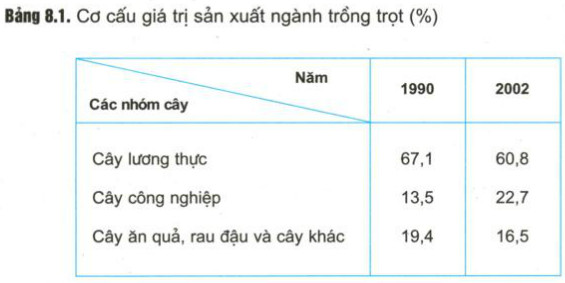 Bảng 8.1. Cơ cấu giá trị sản xuất ngành trồng trọt (%)
Năm
Các nhóm cây
1990 2002
Cây lương thực 67,1 60,8
Cây công nghiệp 13,5 22,7
Cây ăn quả, rau đậu và cây khác 19,4 16,5